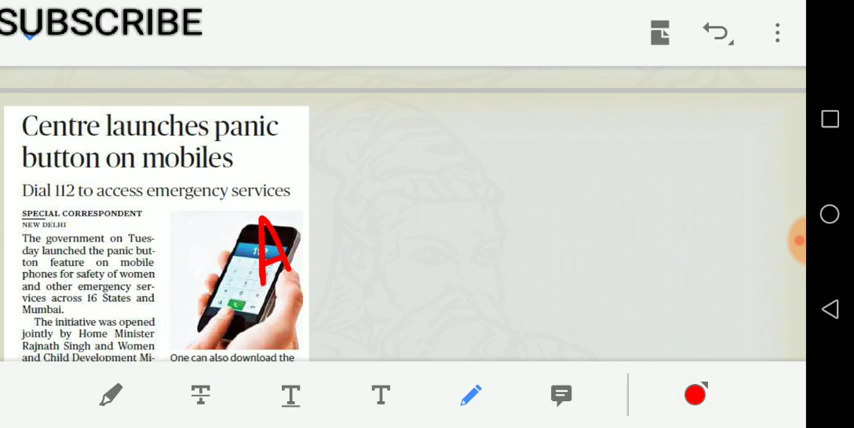 SUBSCRIBE
Centre launches panic
button on mobiles
Dial 112 to access emergency services
SPECIAL CORRESPONDENT
NEW DELHI
The government on Tues-
day launched the panic but-
ton feature on mobile
phones for safety of women
and other emergency ser-
vices across 16 States and
Mumbai.
The initiative was opened
jointly by Home Minister
Rajnath Singh and Women
and Child Development Mi-
One can also download the
A